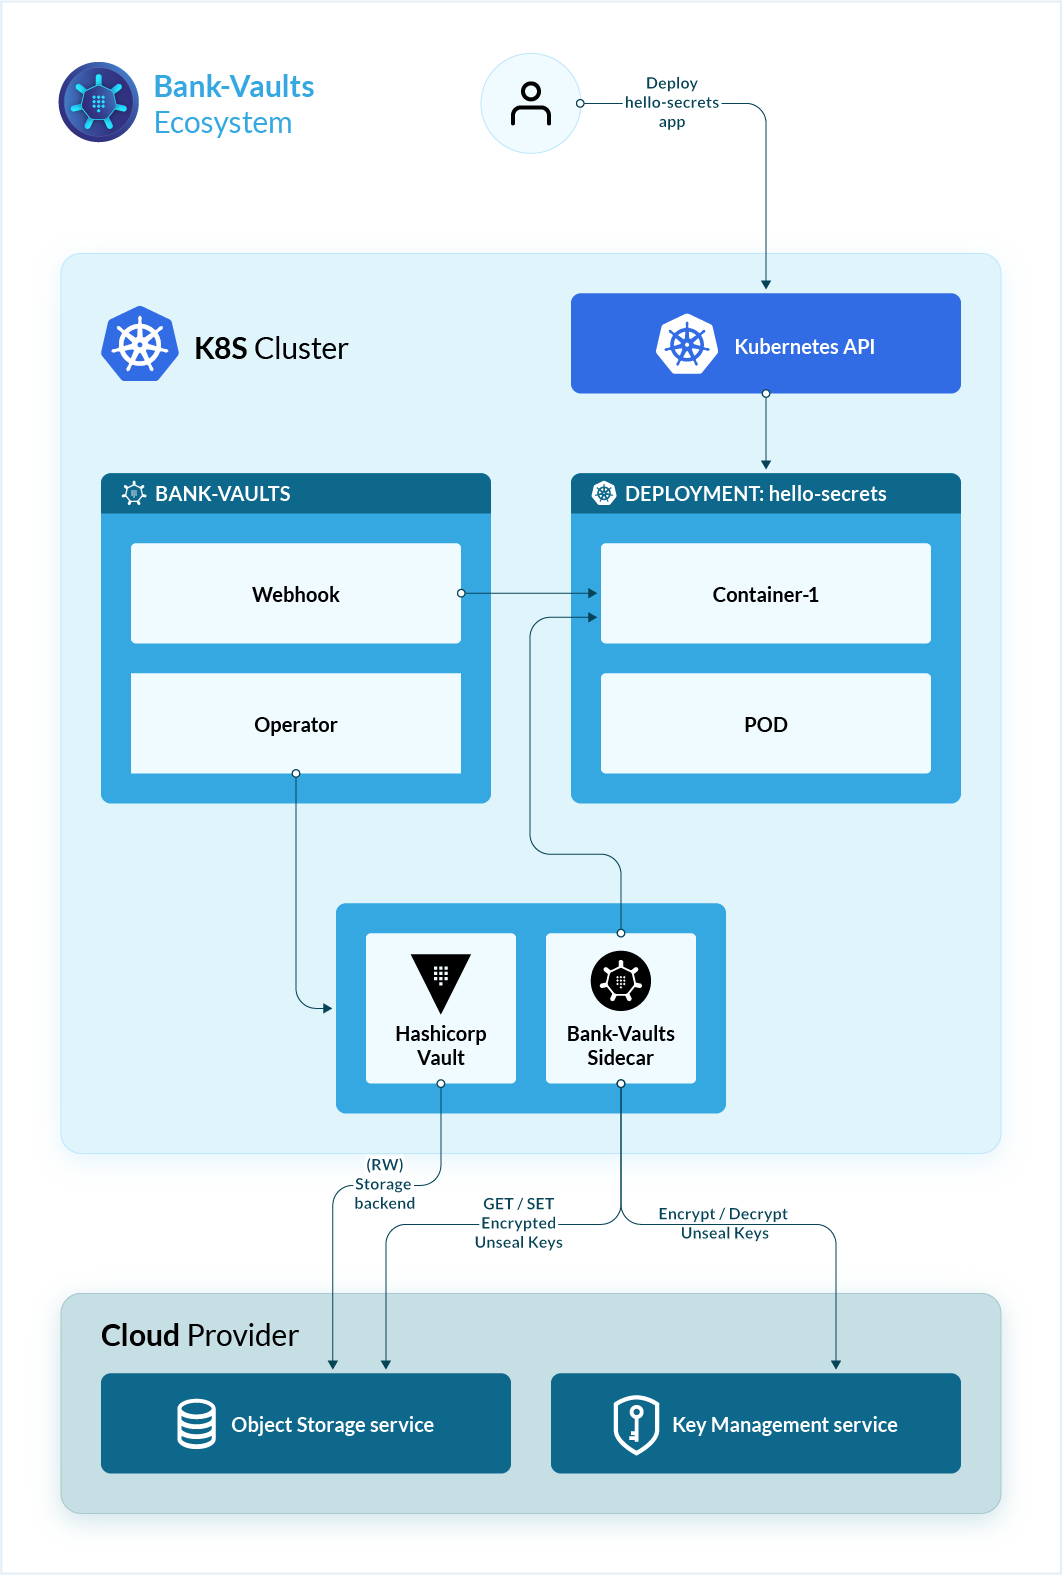 Bank-Vaults
Ecosystem
Deploy
hello-secrets
app
K8S Cluster
Kubernetes API
BANK-VAULTS
Webhook
Operator
DEPLOYMENT: hello-secrets
Container-1
POD
Hashicorp
Vault
Bank-Vaults
Sidecar
(RW)
Storage
backend
GET / SET
Encrypted
Unseal Keys
Encrypt / Decrypt
Unseal Keys
Cloud Provider
Object Storage service
Key Management service